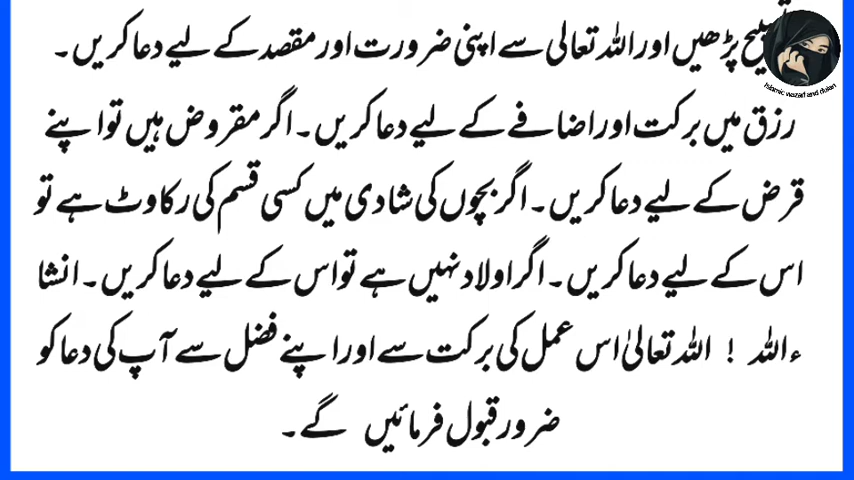 تسبیح پڑھیں اور اللہ تعالی سے اپنی ضرورت اور مقصد کے لیے دعا کریں۔
رزق میں برکت اور اضافے کے لیے دعا کریں۔ اگر مقروض ہیں تو اپنے
قرض کے لیے دعا کریں۔ اگر بچوں کی شادی میں کسی قسم کی رکاوٹ ہے تو
اس کے لیے دعا کریں۔ اگر اولاد نہیں ہے تو اس کے لیے دعا کریں۔ انشا
ءاللہ ! اللہ تعالیٰ اس عمل کی برکت سے اور اپنے فضل سے آپ کی دعا کو
ضرور قبول فرمائیں گے۔
Islamic wazaif and duian